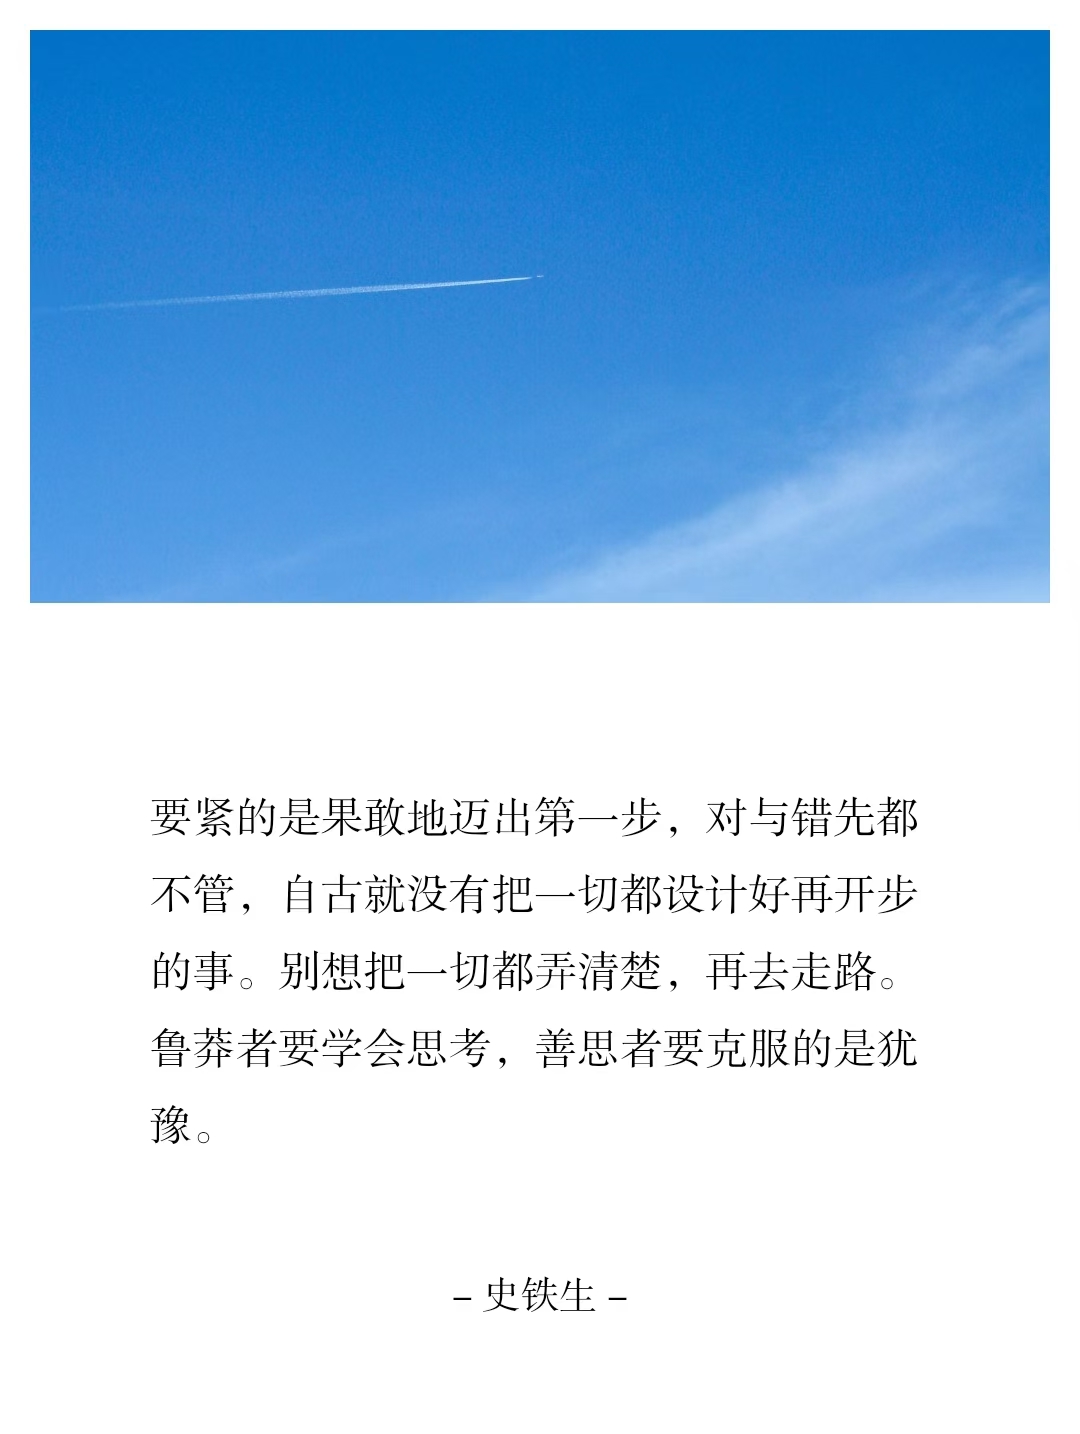 要紧的是果敢地迈出第一步，对与错先都
不管，自古就没有把一切都设计好再开步
的事。别想把一切都弄清楚，再去走路。
鲁莽者要学会思考，善思者要克服的是犹
豫。
– 史铁生 –